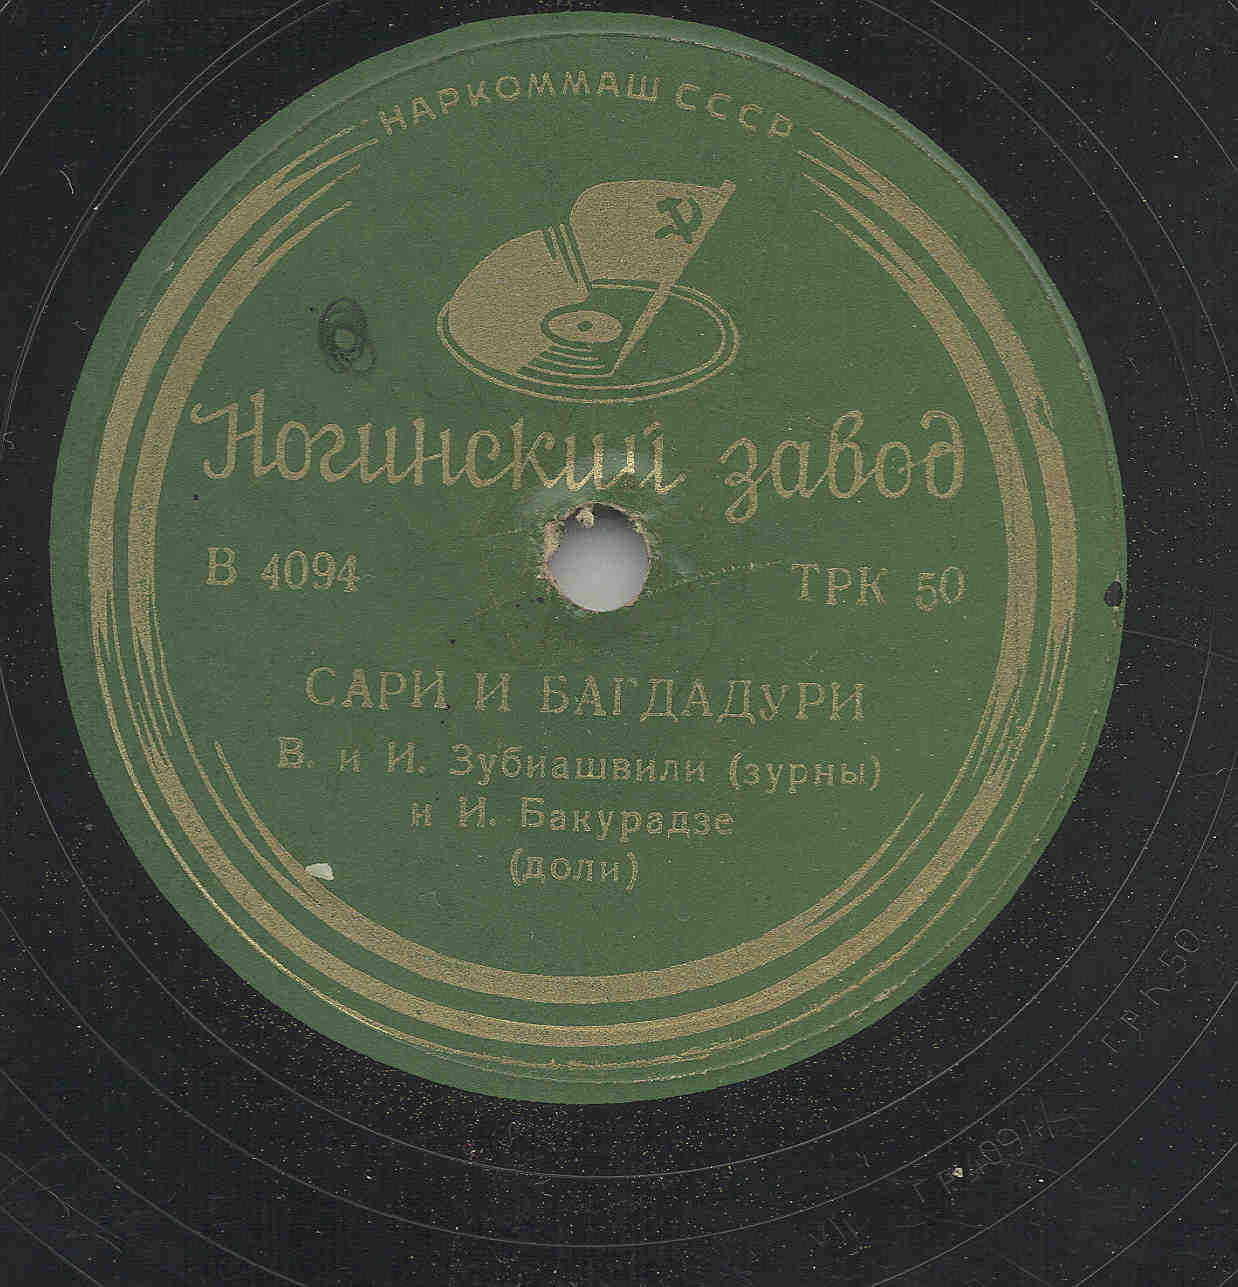 НАРКОММАШ СССР
Ногинский завод
В 4094 ТРК 50
САРИ И БАГДАДУРИ
В. и И. Зубиашвили (зурны)
и И. Бакурадзе
(доли)